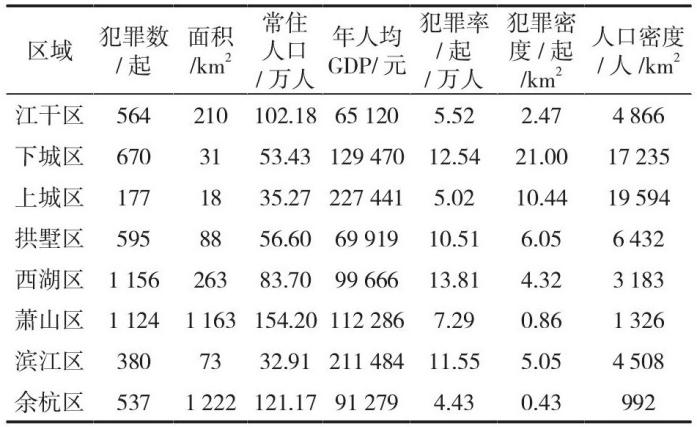 区域 犯罪数/起 面积/km² 常住人口/万人 年人均GDP/元 犯罪率/起/万人 犯罪密度/起/km² 人口密度/人/km²
江干区 564 210 102.18 65 120 5.52 2.47 4 866
下城区 670 31 53.43 129 470 12.54 21.00 17 235
上城区 177 18 35.27 227 441 5.02 10.44 19 594
拱墅区 595 88 56.60 69 919 10.51 6.05 6 432
西湖区 1 156 263 83.70 99 666 13.81 4.32 3 183
萧山区 1 124 1 163 154.20 112 286 7.29 0.86 1 326
滨江区 380 73 32.91 211 484 11.55 5.05 4 508
余杭区 537 1 222 121.17 91 279 4.43 0.43 992